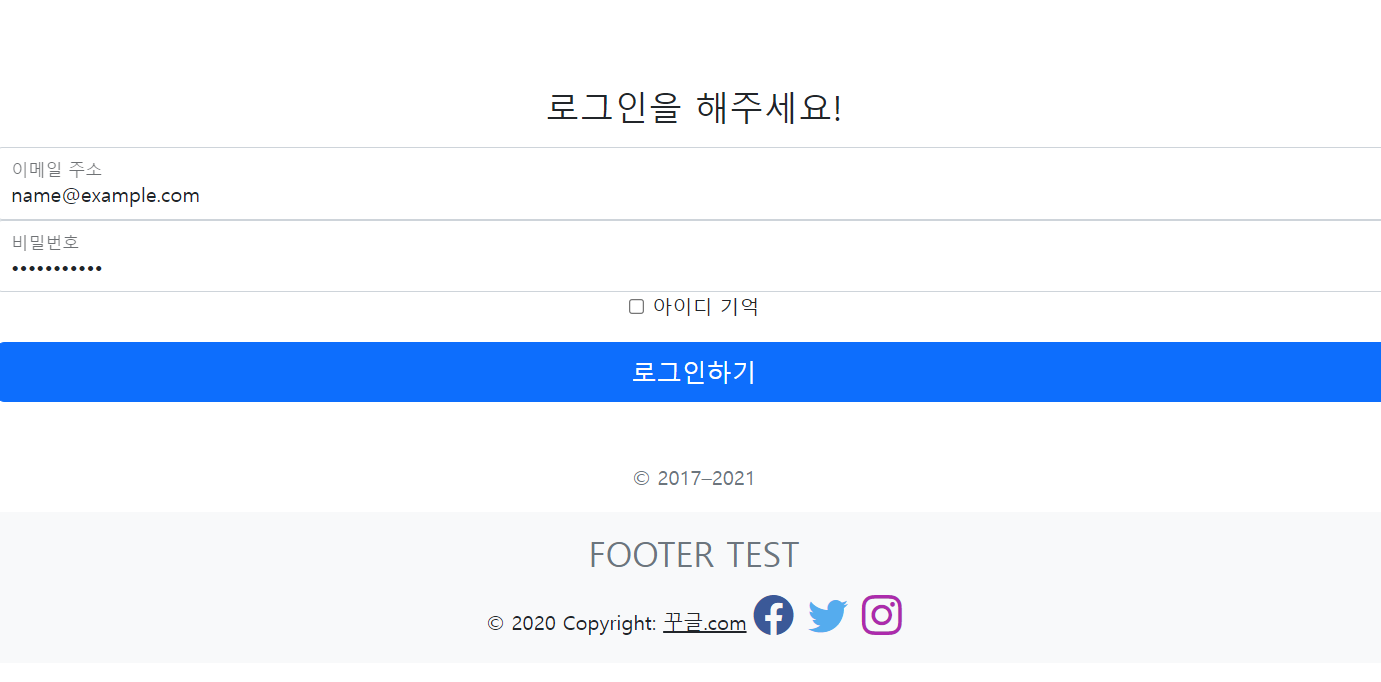 로그인을 해주세요!
이메일 주소
name@example.com
비밀번호
•••••••••••
아이디 기억
로그인하기
© 2017–2021
FOOTER TEST
© 2020 Copyright: 꾸글.com